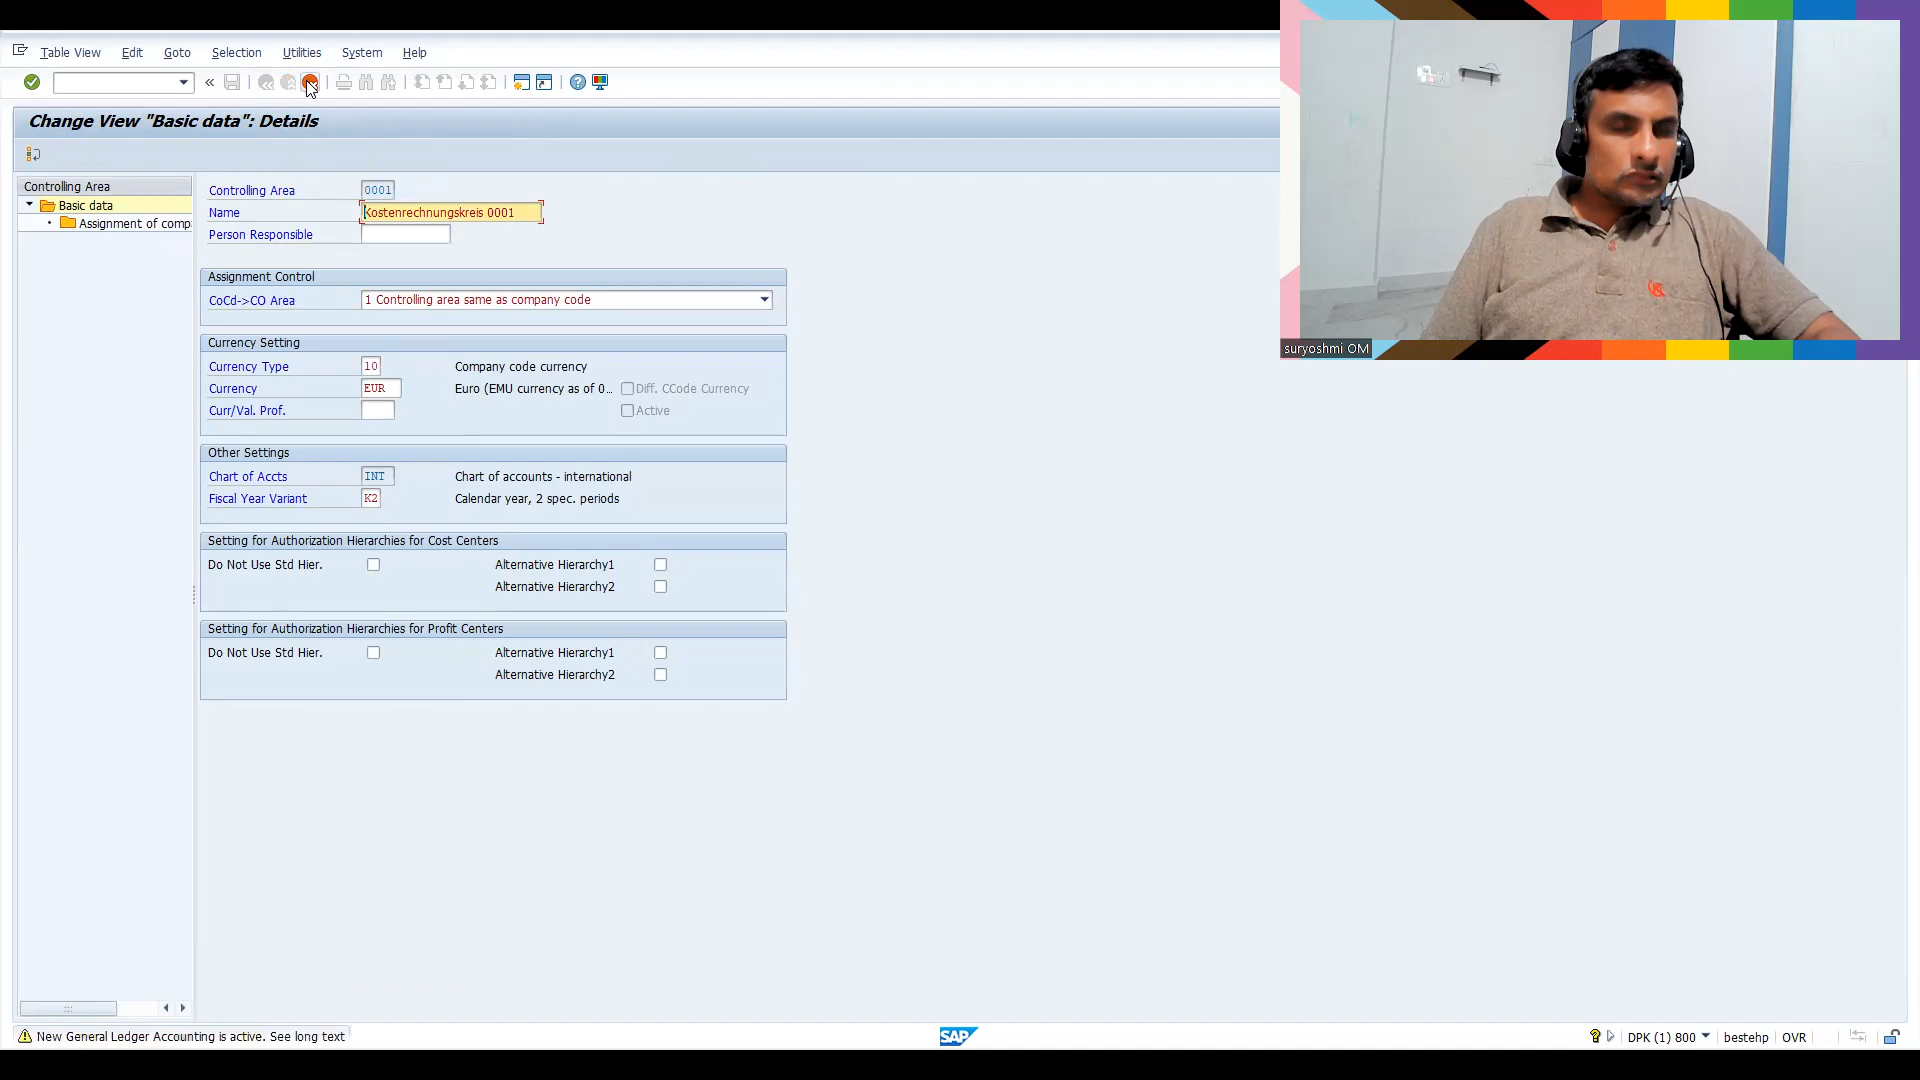 Table View Edit Goto Selection Utilities System Help
Change View "Basic data": Details
Controlling Area
Basic data
Assignment of comp
Controlling Area 0001
Name Kostenrechnungskreis 0001
Person Responsible
Assignment Control
CoCd->CO Area 1 Controlling area same as company code
Currency Setting
Currency Type 10 Company code currency
Currency EUR Euro (EMU currency as of 0... Diff. CCode Currency
Curr/Val. Prof. Active
Other Settings
Chart of Accts INT Chart of accounts - international
Fiscal Year Variant K2 Calendar year, 2 spec. periods
Setting for Authorization Hierarchies for Cost Centers
Do Not Use Std Hier. Alternative Hierarchy1
Alternative Hierarchy2
Setting for Authorization Hierarchies for Profit Centers
Do Not Use Std Hier. Alternative Hierarchy1
Alternative Hierarchy2
suryoshmi OM
New General Ledger Accounting is active. See long text
SAP
DPK (1) 800 bestehp OVR